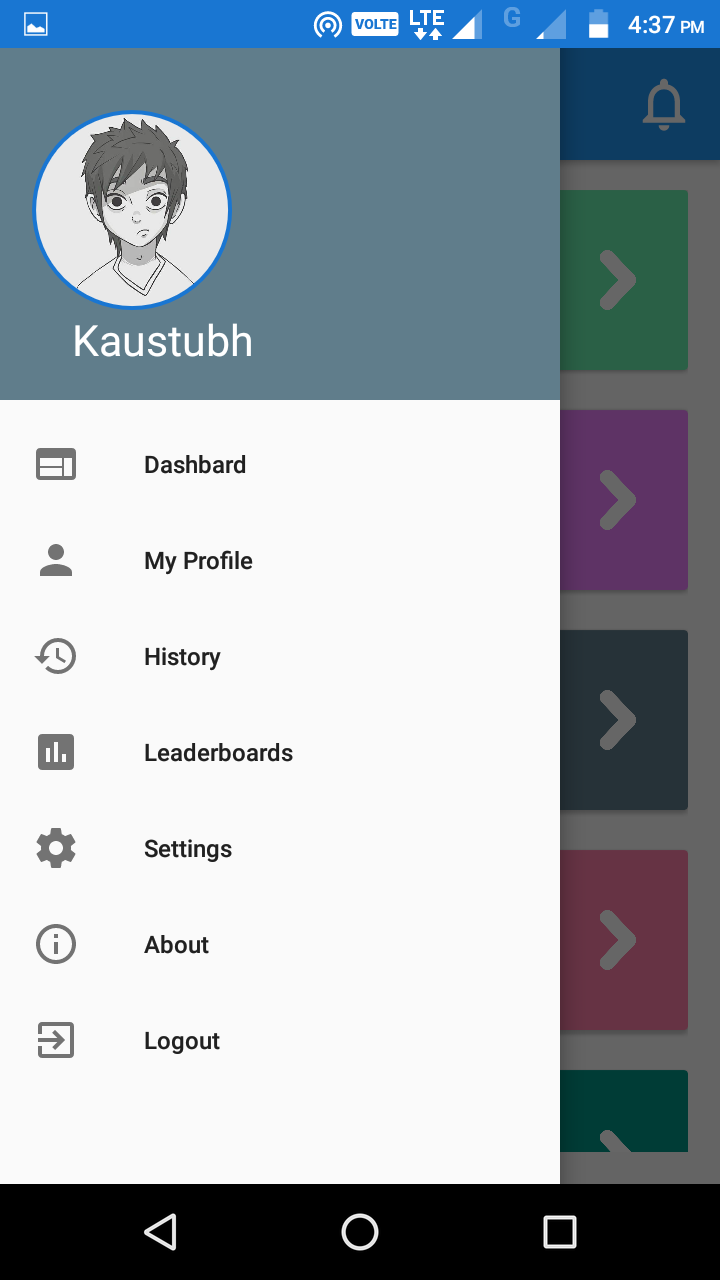 VOLTE LTE G 4:37 PM
Kaustubh
Dashbard
My Profile
History
Leaderboards
Settings
About
Logout